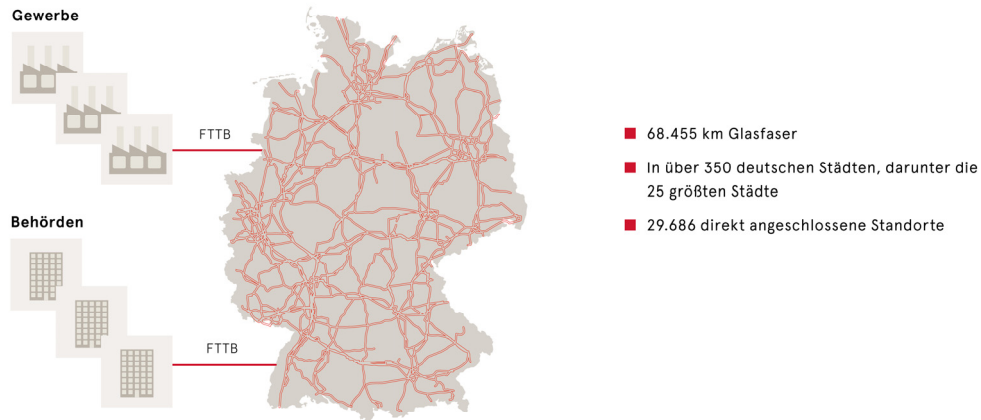 Gewerbe
FTTB
Behörden
FTTB
68.455 km Glasfaser
In über 350 deutschen Städten, darunter die
25 größten Städte
29.686 direkt angeschlossene Standorte